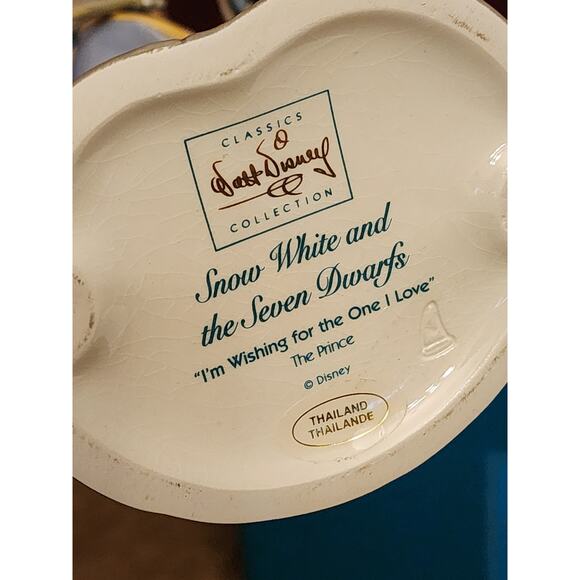 CLASSICS
Walt Disney
COLLECTION
Snow White and
the Seven Dwarfs
"I'm Wishing for the One I Love"
The Prince
© Disney
THAILAND
THAILANDE